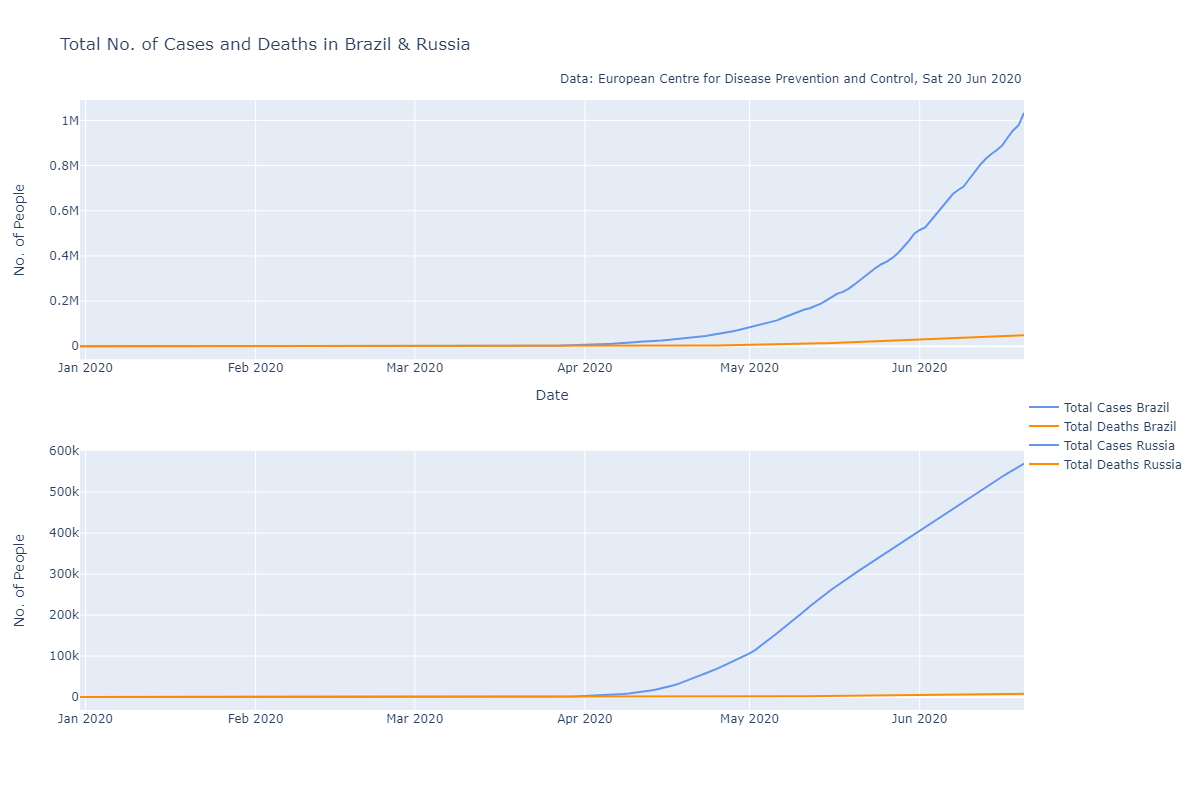 Total No. of Cases and Deaths in Brazil & Russia
Data: European Centre for Disease Prevention and Control, Sat 20 Jun 2020
No. of People
1M
0.8M
0.6M
0.4M
0.2M
0
Jan 2020 Feb 2020 Mar 2020 Apr 2020 May 2020 Jun 2020
Date
Total Cases Brazil
Total Deaths Brazil
Total Cases Russia
Total Deaths Russia
No. of People
600k
500k
400k
300k
200k
100k
0
Jan 2020 Feb 2020 Mar 2020 Apr 2020 May 2020 Jun 2020